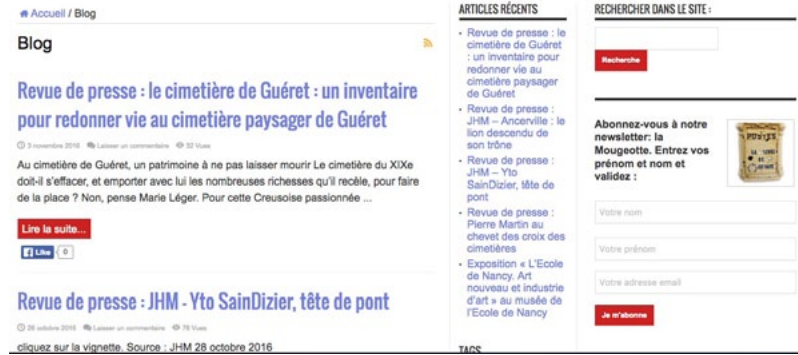 Accueil / Blog
Blog
Revue de presse : le cimetière de Guéret : un inventaire
pour redonner vie au cimetière paysager de Guéret
3 novembre 2016 Laisser un commentaire 32 Vues
Au cimetière de Guéret, un patrimoine à ne pas laisser mourir Le cimetière du XIXe
doit-il s'effacer, et emporter avec lui les nombreuses richesses qu'il recèle, pour faire
de la place ? Non, pense Marie Léger. Pour cette Creusoise passionnée ...
Lire la suite...
Like 0
Revue de presse : JHM - Yto SainDizier, tête de pont
28 octobre 2016 Laisser un commentaire 78 Vues
cliquez sur la vignette. Source : JHM 28 octobre 2016
ARTICLES RÉCENTS
Revue de presse : le
cimetière de Guéret
: un inventaire pour
redonner vie au
cimetière paysager
de Guéret
Revue de presse :
JHM – Ancerville : le
lion descendu de
son trône
Revue de presse :
JHM – Yto
SainDizier, tête de
pont
Revue de presse :
Pierre Martin au
chevet des croix des
cimetières
Exposition « L'Ecole
de Nancy. Art
nouveau et industrie
d'art » au musée de
l'Ecole de Nancy
TAGS
RECHERCHER DANS LE SITE :
Recherche
Abonnez-vous à notre
newsletter: la
Mougeotte. Entrez vos
prénom et nom et
validez :
Votre nom
Votre prénom
Votre adresse email
Je m'abonne